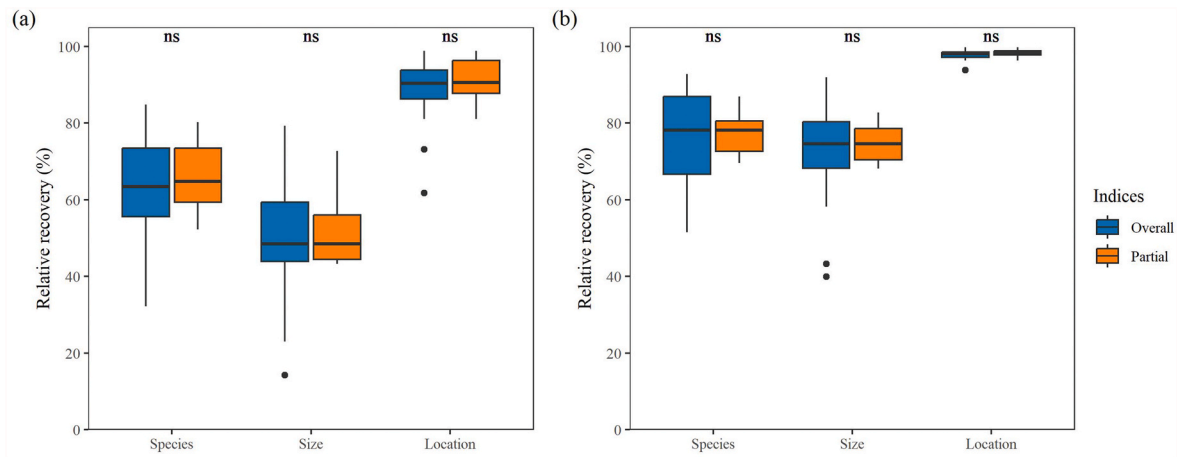 (a)
ns ns ns
Relative recovery (%)
100
80
60
40
20
0
Species Size Location
(b)
ns ns ns
Relative recovery (%)
100
80
60
40
20
0
Species Size Location
Indices
Overall
Partial